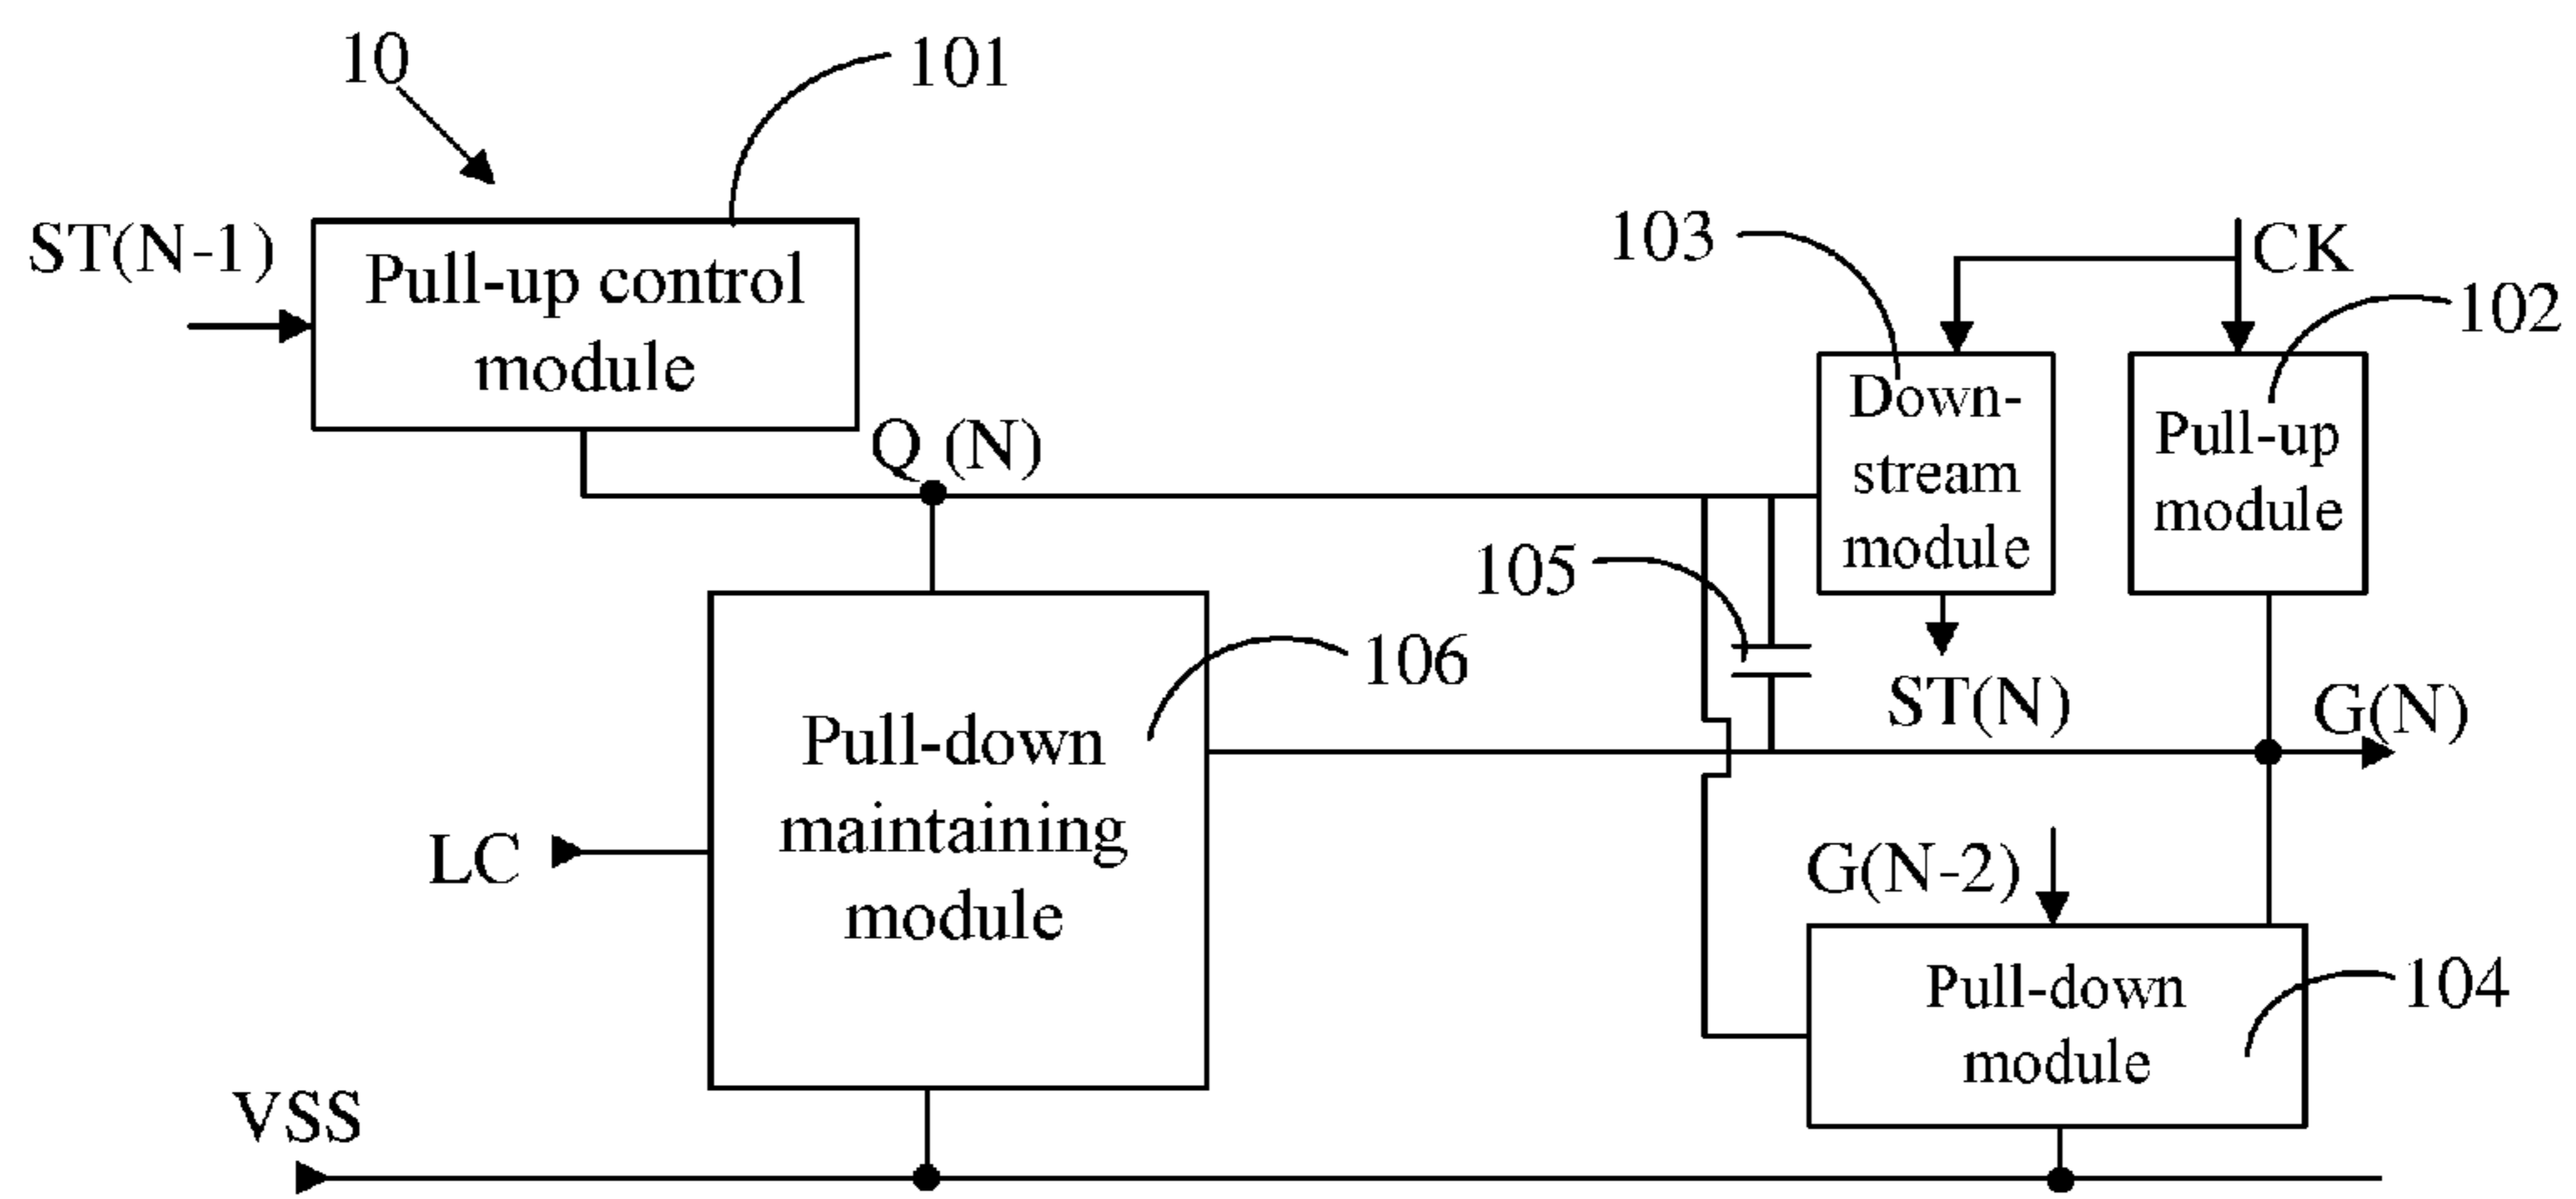 10
101
ST(N-1)
Pull-up control
module
103
CK
102
Down-
stream
module
Pull-up
module
Q (N)
105
106
ST(N)
G(N)
Pull-down
maintaining
module
LC
G(N-2)
Pull-down
module
104
VSS